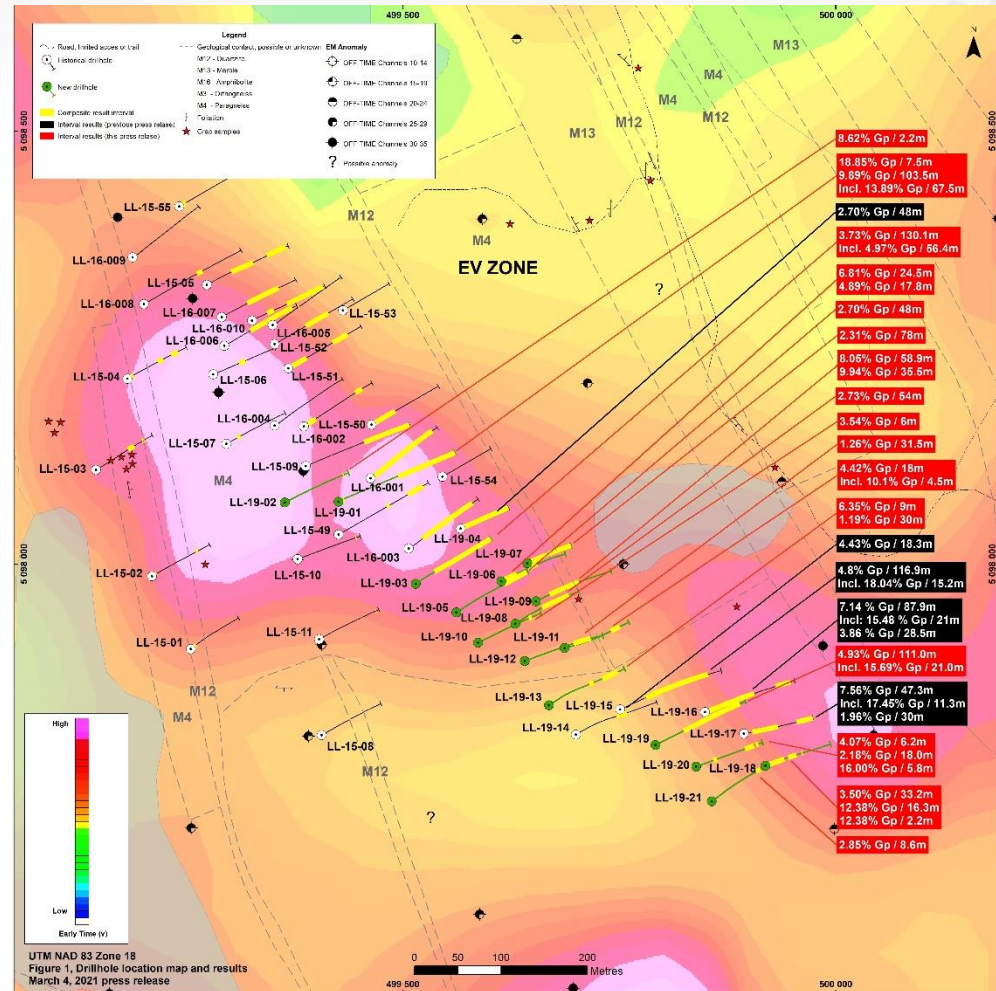 499 500
500 000
Legend
Road, limited acces or trail
Historical drillhole
New drillhole
Composite result interval
Interval results (previous press relase)
Interval results (this press relase)
Geological contact, possible or unknown
M12 - Quartzite
M13 - Marble
M16 - Amphibolite
M3 - Orthogneiss
M4 - Paragneiss
Foliation
Grab samples
EM Anomaly
OFF-TIME Channels 10-14
OFF-TIME Channels 15-19
OFF-TIME Channels 20-24
OFF-TIME Channels 25-29
OFF-TIME Channels 30-35
? Possible anomaly
N
M13
M4
M4
M12
M12
M13
5 098 500
5 098 500
M12
M4
EV ZONE
?
LL-15-55
LL-16-009
LL-15-05
LL-16-008
LL-16-007
LL-16-010
LL-16-006
LL-16-005
LL-15-53
LL-15-52
LL-15-51
LL-15-04
LL-15-06
LL-16-004
LL-15-50
LL-16-002
LL-15-07
LL-15-03
LL-15-09
LL-16-001
LL-15-54
M4
LL-19-02
LL-19-01
LL-15-49
LL-19-04
LL-16-003
LL-15-10
LL-19-07
5 098 000
5 098 000
LL-15-02
LL-19-03
LL-19-06
LL-19-09
LL-19-05
LL-19-08
LL-15-01
LL-15-11
LL-19-10
LL-19-11
LL-19-12
M12
M4
LL-19-13
LL-19-15
LL-19-16
LL-19-14
LL-19-17
LL-15-08
LL-19-19
M12
LL-19-20
LL-19-18
LL-19-21
?
8.62% Gp / 2.2m
18.85% Gp / 7.5m
9.89% Gp / 103.5m
Incl. 13.89% Gp / 67.5m
2.70% Gp / 48m
3.73% Gp / 130.1m
Incl. 4.97% Gp / 56.4m
6.81% Gp / 24.5m
4.89% Gp / 17.8m
2.70% Gp / 48m
2.31% Gp / 78m
8.05% Gp / 58.9m
9.94% Gp / 35.5m
2.73% Gp / 54m
3.54% Gp / 6m
1.26% Gp / 31.5m
4.42% Gp / 18m
Incl. 10.1% Gp / 4.5m
6.35% Gp / 9m
1.19% Gp / 30m
4.43% Gp / 18.3m
4.8% Gp / 116.9m
Incl. 18.04% Gp / 15.2m
7.14 % Gp / 87.9m
Incl: 15.48 % Gp / 21m
3.86 % Gp / 28.5m
4.93% Gp / 111.0m
Incl. 15.69% Gp / 21.0m
7.56% Gp / 47.3m
Incl. 17.45% Gp / 11.3m
1.96% Gp / 30m
4.07% Gp / 6.2m
2.18% Gp / 18.0m
16.00% Gp / 5.8m
3.50% Gp / 33.2m
12.38% Gp / 16.3m
12.38% Gp / 2.2m
2.85% Gp / 8.6m
High
Low
Early Time (v)
UTM NAD 83 Zone 18
Figure 1, Drillhole location map and results
March 4, 2021 press release
0 50 100 200
Metres
499 500
500 000